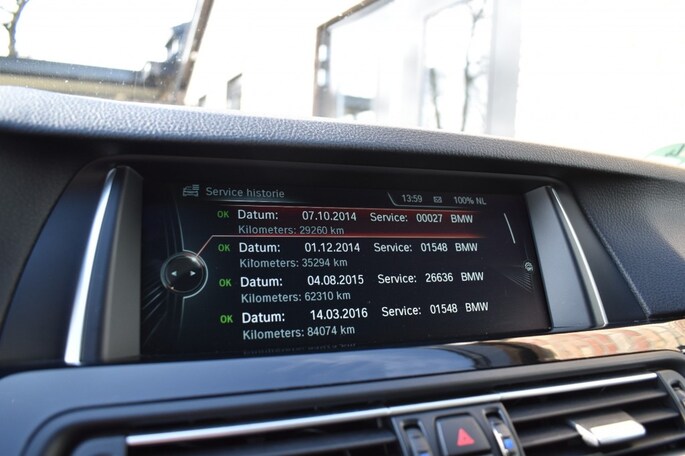 Service historie 13:59 100% NL
OK Datum: 07.10.2014 Service: 00027 BMW
Kilometers: 29260 km
OK Datum: 01.12.2014 Service: 01548 BMW
Kilometers: 35294 km
OK Datum: 04.08.2015 Service: 26636 BMW
Kilometers: 62310 km
OK Datum: 14.03.2016 Service: 01548 BMW
Kilometers: 84074 km